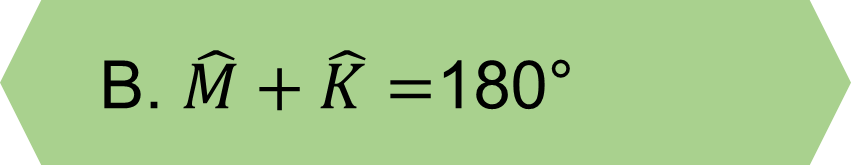 B. M̂ + K̂ =180°